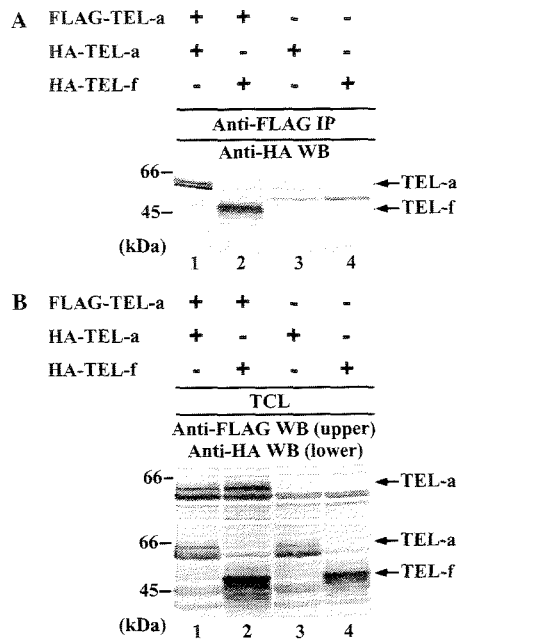 A
FLAG-TEL-a + + - -
HA-TEL-a + - + -
HA-TEL-f - + - +
Anti-FLAG IP
Anti-HA WB
66
TEL-a
45
TEL-f
(kDa)
1 2 3 4
B
FLAG-TEL-a + + - -
HA-TEL-a + - + -
HA-TEL-f - + - +
TCL
Anti-FLAG WB (upper)
Anti-HA WB (lower)
66
TEL-a
66
TEL-a
TEL-f
45
(kDa)
1 2 3 4